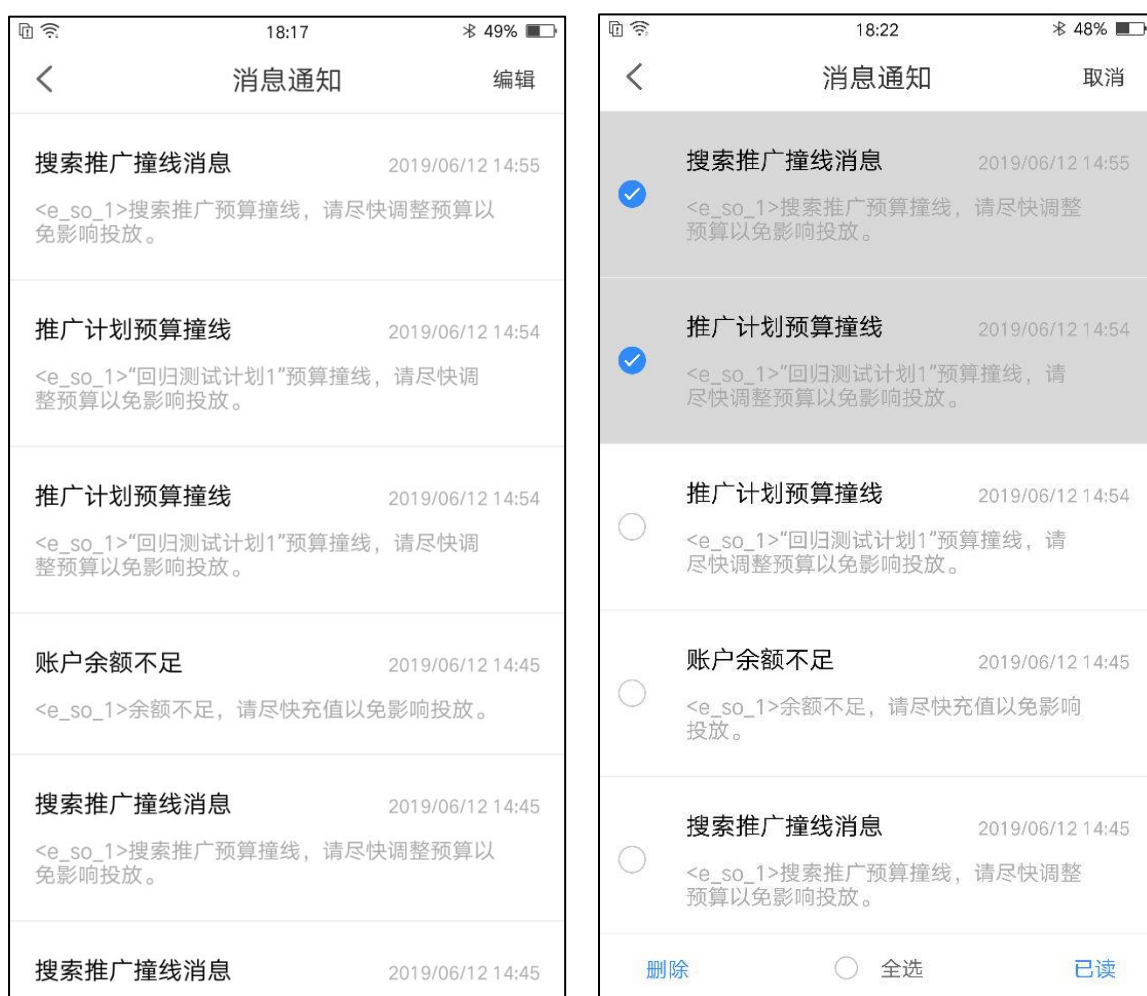 18:17
49%
消息通知
编辑
搜索推广撞线消息
2019/06/12 14:55
<e_so_1>搜索推广预算撞线，请尽快调整预算以
免影响投放。
推广计划预算撞线
2019/06/12 14:54
<e_so_1>“回归测试计划1”预算撞线，请尽快调
整预算以免影响投放。
推广计划预算撞线
2019/06/12 14:54
<e_so_1>“回归测试计划1”预算撞线，请尽快调
整预算以免影响投放。
账户余额不足
2019/06/12 14:45
<e_so_1>余额不足，请尽快充值以免影响投放。
搜索推广撞线消息
2019/06/12 14:45
<e_so_1>搜索推广预算撞线，请尽快调整预算以
免影响投放。
搜索推广撞线消息
2019/06/12 14:45
18:22
48%
消息通知
取消
搜索推广撞线消息
2019/06/12 14:55
<e_so_1>搜索推广预算撞线，请尽快调整
预算以免影响投放。
推广计划预算撞线
2019/06/12 14:54
<e_so_1>“回归测试计划1”预算撞线，请
尽快调整预算以免影响投放。
推广计划预算撞线
2019/06/12 14:54
<e_so_1>“回归测试计划1”预算撞线，请
尽快调整预算以免影响投放。
账户余额不足
2019/06/12 14:45
<e_so_1>余额不足，请尽快充值以免影响
投放。
搜索推广撞线消息
2019/06/12 14:45
<e_so_1>搜索推广预算撞线，请尽快调整
预算以免影响投放。
删除
全选
已读